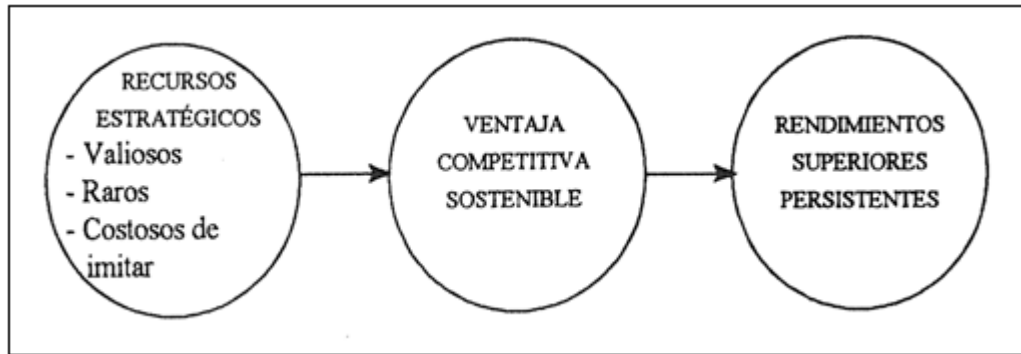 RECURSOS
ESTRATÉGICOS
- Valiosos
- Raros
- Costosos de
imitar
VENTAJA
COMPETITIVA
SOSTENIBLE
RENDIMIENTOS
SUPERIORES
PERSISTENTES